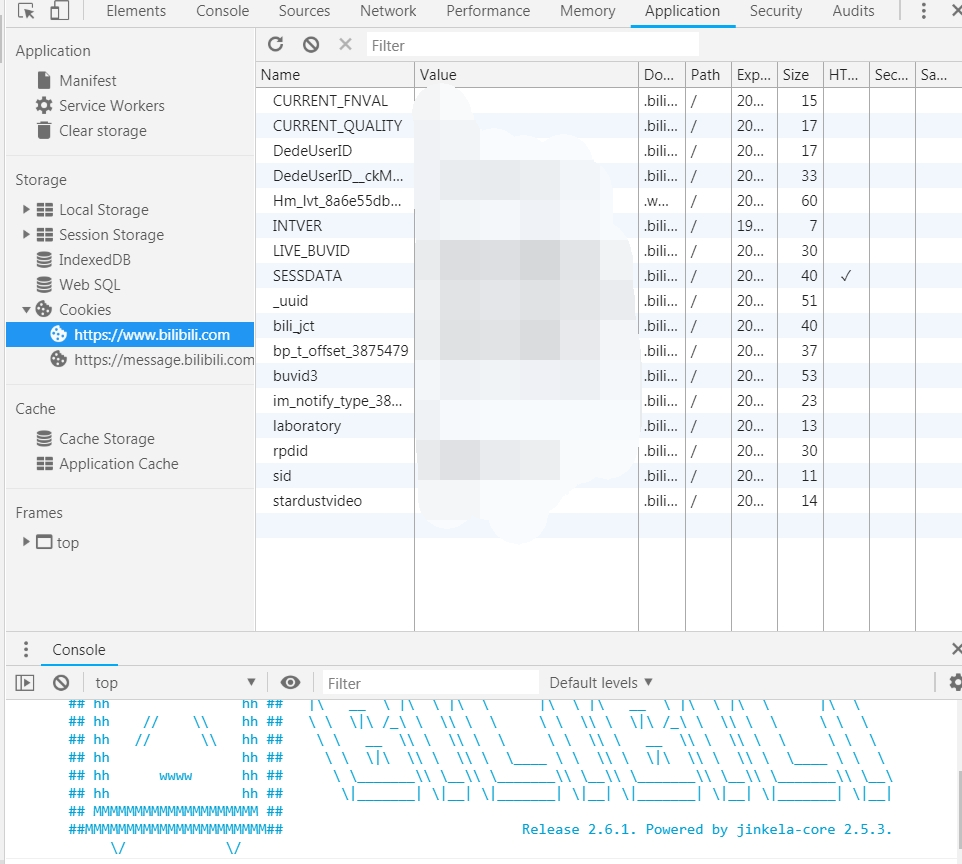 Elements Console Sources Network Performance Memory Application Security Audits
Application
Manifest
Service Workers
Clear storage
Storage
Local Storage
Session Storage
IndexedDB
Web SQL
Cookies
https://www.bilibili.com
https://message.bilibili.com
Cache
Cache Storage
Application Cache
Frames
top
Filter
Name Value Do... Path Exp... Size HT... Sec... Sa...
CURRENT_FNVAL .bili... / 20... 15
CURRENT_QUALITY .bili... / 20... 17
DedeUserID .bili... / 20... 17
DedeUserID__ckM... .bili... / 20... 33
Hm_lvt_8a6e55db... .w... / 20... 60
INTVER .bili... / 19... 7
LIVE_BUVID .bili... / 20... 30
SESSDATA .bili... / 20... 40 ✓
_uuid .bili... / 20... 51
bili_jct .bili... / 20... 40
bp_t_offset_3875479 .bili... / 20... 37
buvid3 .bili... / 20... 53
im_notify_type_38... .bili... / 20... 23
laboratory .bili... / 20... 13
rpdid .bili... / 20... 30
sid .bili... / 20... 11
stardustvideo .bili... / 20... 14
Console
top Filter Default levels
## hh hh ##
## hh // \\ hh ##
## hh // \\ hh ##
## hh hh ##
## hh wwww hh ##
## hh hh ##
## MMMMMMMMMMMMMMMMMMMM ##
##MMMMMMMMMMMMMMMMMMMMMM## Release 2.6.1. Powered by jinkela-core 2.5.3.
\/ \/